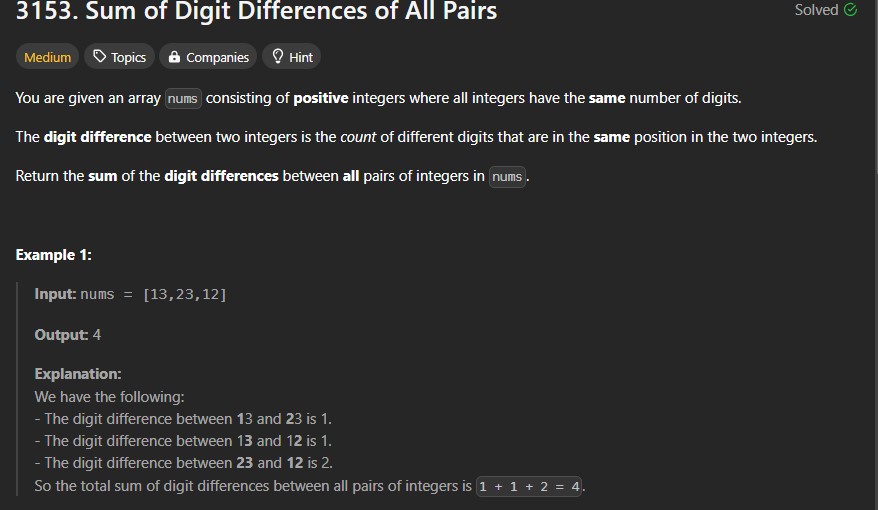 3153. Sum of Digit Differences of All Pairs
Solved
Medium Topics Companies Hint
You are given an array nums consisting of positive integers where all integers have the same number of digits.
The digit difference between two integers is the count of different digits that are in the same position in the two integers.
Return the sum of the digit differences between all pairs of integers in nums.
Example 1:
Input: nums = [13,23,12]
Output: 4
Explanation:
We have the following:
- The digit difference between 13 and 23 is 1.
- The digit difference between 13 and 12 is 1.
- The digit difference between 23 and 12 is 2.
So the total sum of digit differences between all pairs of integers is 1 + 1 + 2 = 4.